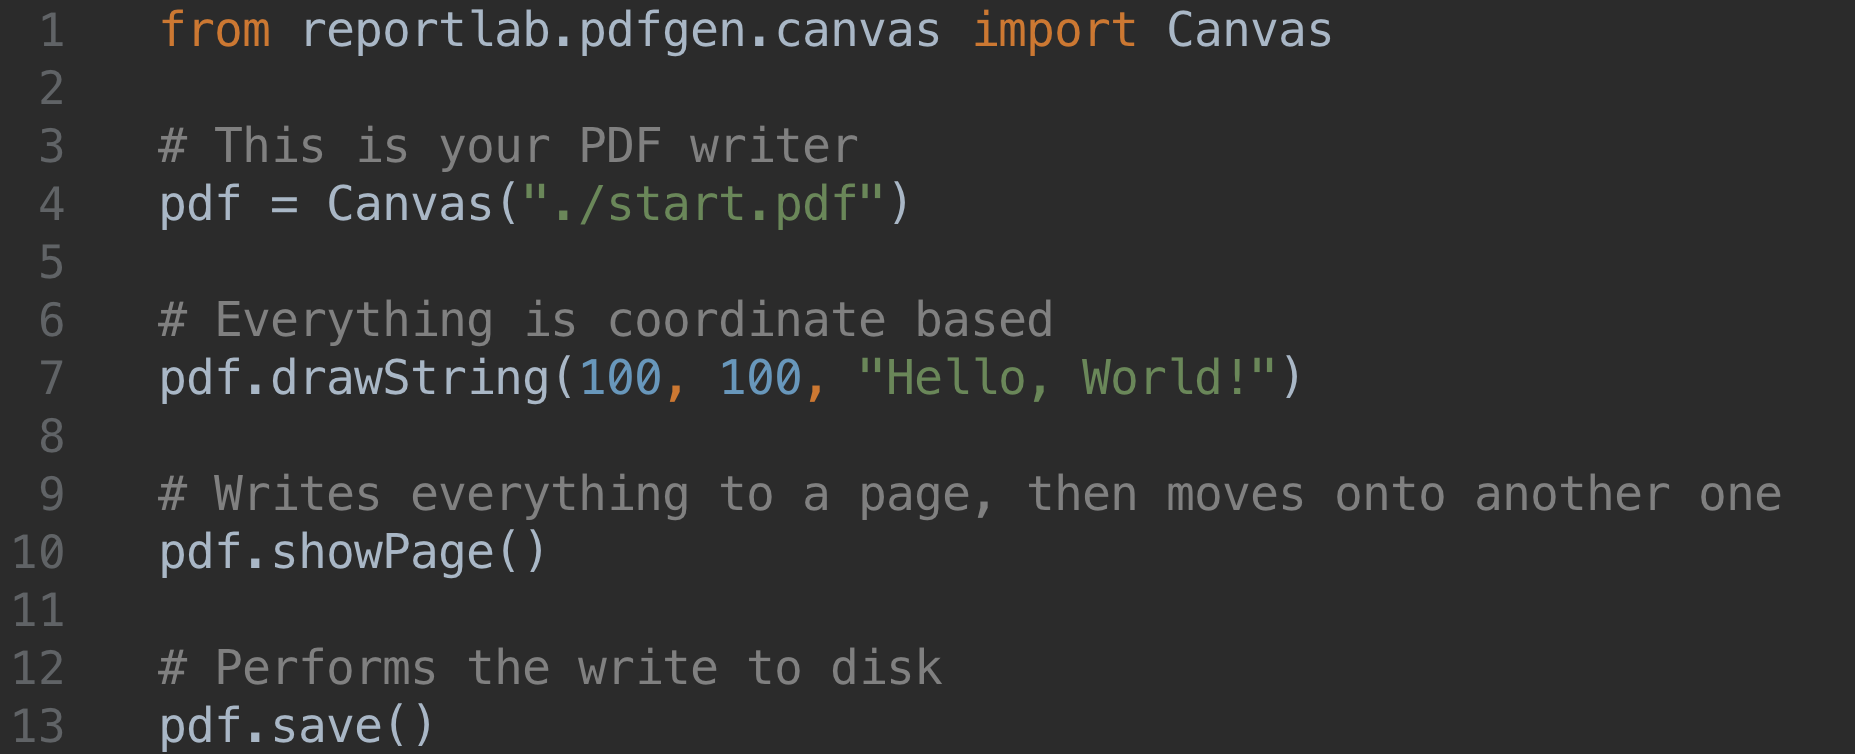 1 from reportlab.pdfgen.canvas import Canvas
2
3 # This is your PDF writer
4 pdf = Canvas("./start.pdf")
5
6 # Everything is coordinate based
7 pdf.drawString(100, 100, "Hello, World!")
8
9 # Writes everything to a page, then moves onto another one
10 pdf.showPage()
11
12 # Performs the write to disk
13 pdf.save()